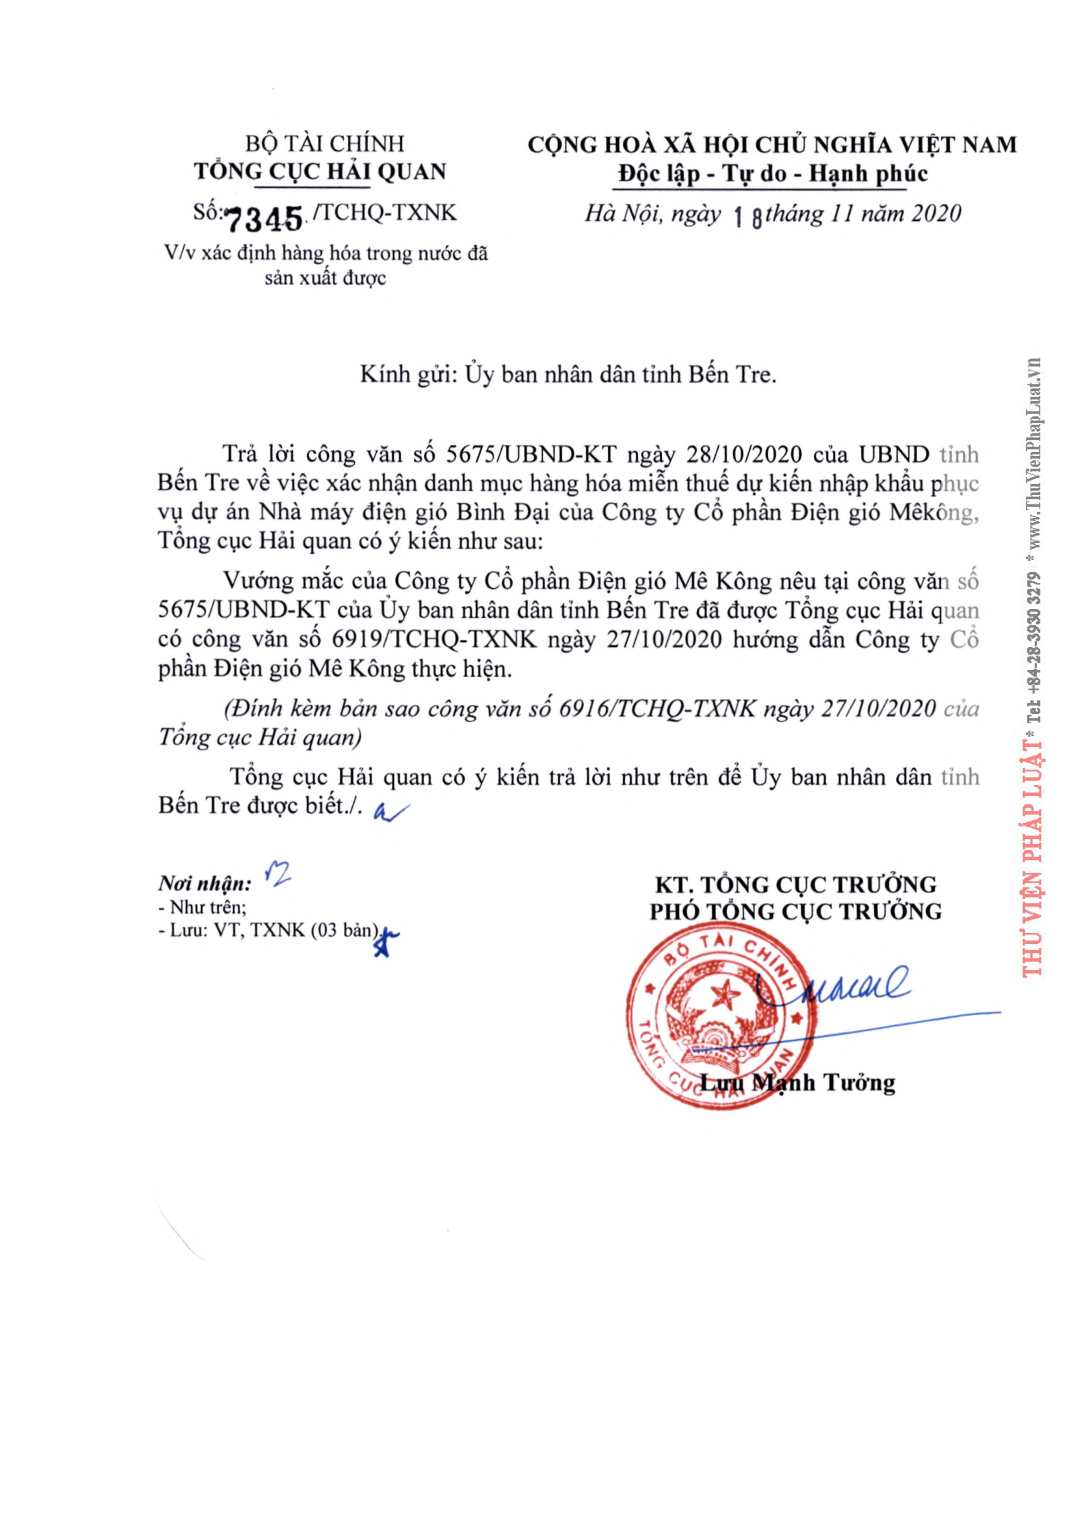 BỘ TÀI CHÍNH
TỔNG CỤC HẢI QUAN
Số: 7345 /TCHQ-TXNK
V/v xác định hàng hóa trong nước đã
sản xuất được
CỘNG HOÀ XÃ HỘI CHỦ NGHĨA VIỆT NAM
Độc lập - Tự do - Hạnh phúc
Hà Nội, ngày 18 tháng 11 năm 2020
Kính gửi: Ủy ban nhân dân tỉnh Bến Tre.
Trả lời công văn số 5675/UBND-KT ngày 28/10/2020 của UBND tỉnh
Bến Tre về việc xác nhận danh mục hàng hóa miễn thuế dự kiến nhập khẩu phục
vụ dự án Nhà máy điện gió Bình Đại của Công ty Cổ phần Điện gió Mêkông,
Tổng cục Hải quan có ý kiến như sau:
Vướng mắc của Công ty Cổ phần Điện gió Mê Kông nêu tại công văn số
5675/UBND-KT của Ủy ban nhân dân tỉnh Bến Tre đã được Tổng cục Hải quan
có công văn số 6919/TCHQ-TXNK ngày 27/10/2020 hướng dẫn Công ty Cổ
phần Điện gió Mê Kông thực hiện.
(Đính kèm bản sao công văn số 6916/TCHQ-TXNK ngày 27/10/2020 của
Tổng cục Hải quan)
Tổng cục Hải quan có ý kiến trả lời như trên để Ủy ban nhân dân tỉnh
Bến Tre được biết./.
Nơi nhận:
- Như trên;
- Lưu: VT, TXNK (03 bản).
KT. TỔNG CỤC TRƯỞNG
PHÓ TỔNG CỤC TRƯỞNG
BỘ TÀI CHÍNH
TỔNG CỤC HẢI QUAN
Lưu Mạnh Tưởng
THƯ VIỆN PHÁP LUẬT * Tel: +84-28-3930 3279 * www.ThuVienPhapLuat.vn